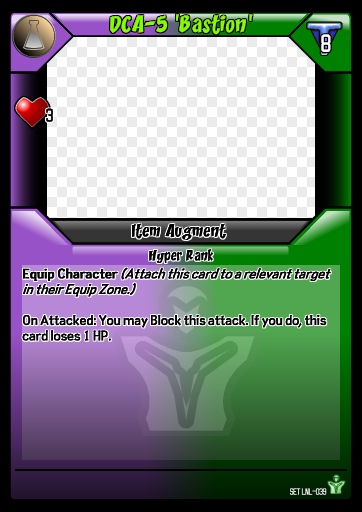 DCA-5 'Bastion'
8
3
Item Augment
Hyper Rank
Equip Character (Attach this card to a relevant target
in their Equip Zone.)
On Attacked: You may Block this attack. If you do, this
card loses 1 HP.
SET LNL-039